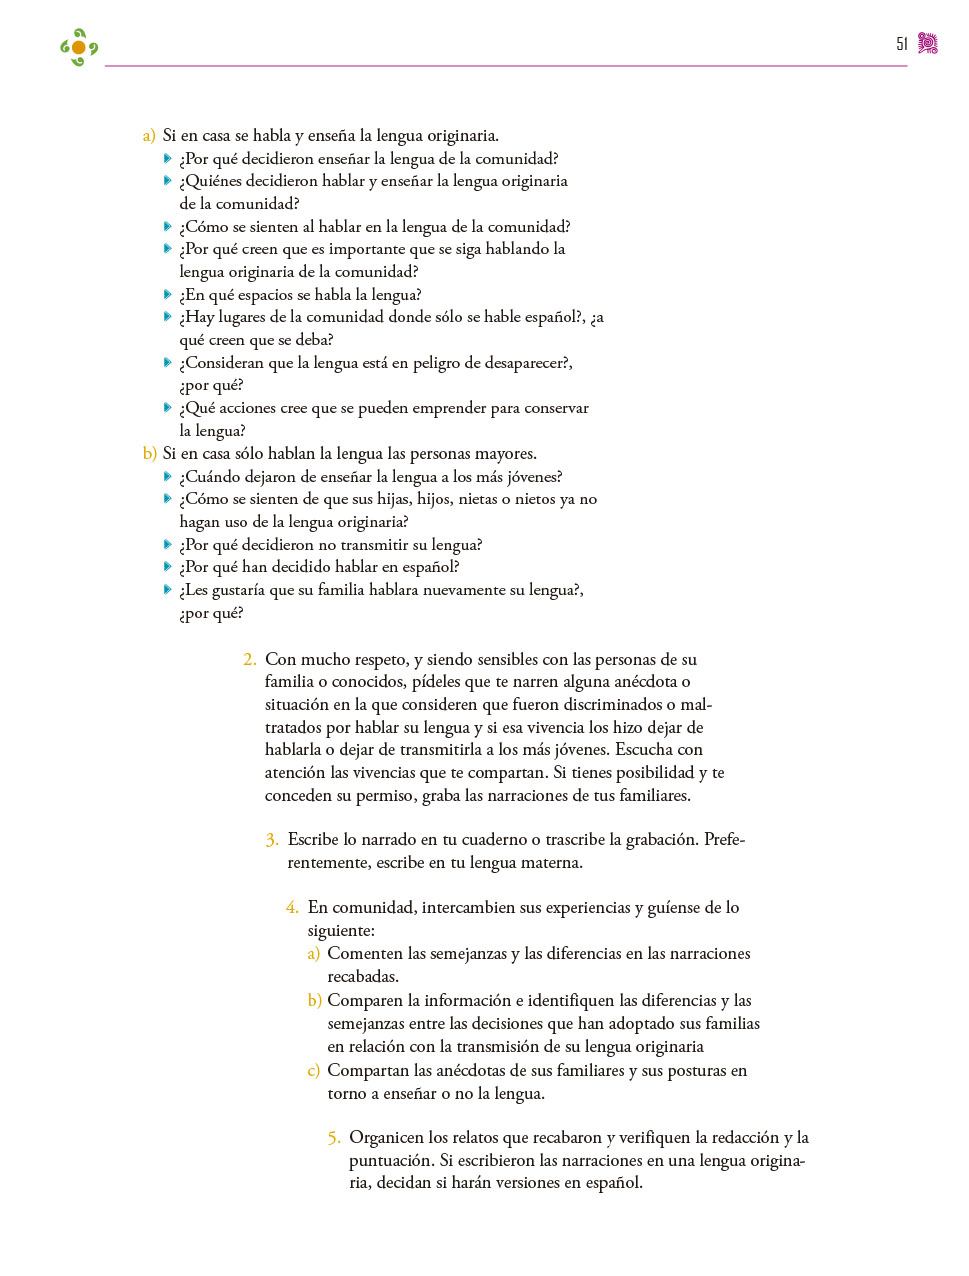 51
a) Si en casa se habla y enseña la lengua originaria.
¿Por qué decidieron enseñar la lengua de la comunidad?
¿Quiénes decidieron hablar y enseñar la lengua originaria
de la comunidad?
¿Cómo se sienten al hablar en la lengua de la comunidad?
¿Por qué creen que es importante que se siga hablando la
lengua originaria de la comunidad?
¿En qué espacios se habla la lengua?
¿Hay lugares de la comunidad donde sólo se hable español?, ¿a
qué creen que se deba?
¿Consideran que la lengua está en peligro de desaparecer?,
¿por qué?
¿Qué acciones cree que se pueden emprender para conservar
la lengua?
b) Si en casa sólo hablan la lengua las personas mayores.
¿Cuándo dejaron de enseñar la lengua a los más jóvenes?
¿Cómo se sienten de que sus hijas, hijos, nietas o nietos ya no
hagan uso de la lengua originaria?
¿Por qué decidieron no transmitir su lengua?
¿Por qué han decidido hablar en español?
¿Les gustaría que su familia hablara nuevamente su lengua?,
¿por qué?
2. Con mucho respeto, y siendo sensibles con las personas de su
familia o conocidos, pídeles que te narren alguna anécdota o
situación en la que consideren que fueron discriminados o mal-
tratados por hablar su lengua y si esa vivencia los hizo dejar de
hablarla o dejar de transmitirla a los más jóvenes. Escucha con
atención las vivencias que te compartan. Si tienes posibilidad y te
conceden su permiso, graba las narraciones de tus familiares.
3. Escribe lo narrado en tu cuaderno o trascribe la grabación. Prefe-
rentemente, escribe en tu lengua materna.
4. En comunidad, intercambien sus experiencias y guíense de lo
siguiente:
a) Comenten las semejanzas y las diferencias en las narraciones
recabadas.
b) Comparen la información e identifiquen las diferencias y las
semejanzas entre las decisiones que han adoptado sus familias
en relación con la transmisión de su lengua originaria
c) Compartan las anécdotas de sus familiares y sus posturas en
torno a enseñar o no la lengua.
5. Organicen los relatos que recabaron y verifiquen la redacción y la
puntuación. Si escribieron las narraciones en una lengua origina-
ria, decidan si harán versiones en español.